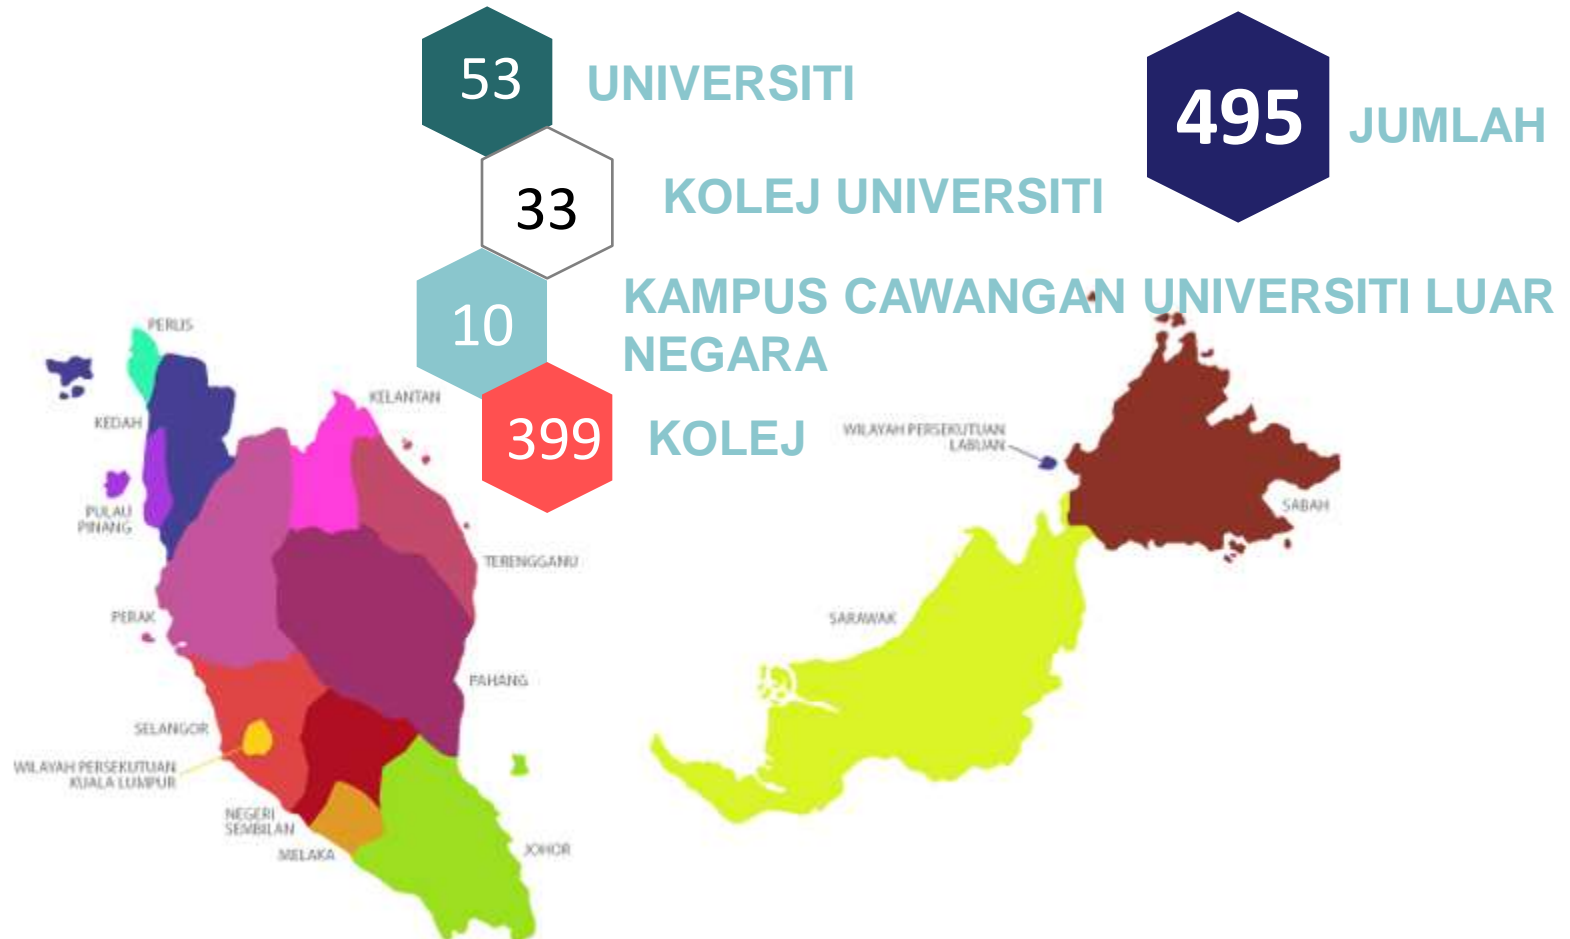 53
UNIVERSITI
495
JUMLAH
33
KOLEJ UNIVERSITI
10
KAMPUS CAWANGAN UNIVERSITI LUAR
NEGARA
399
KOLEJ
PERLIS
KEDAH
PULAU
PINANG
KELANTAN
TERENGGANU
PERAK
PAHANG
SELANGOR
WILAYAH PERSEKUTUAN
KUALA LUMPUR
NEGERI
SEMBILAN
MELAKA
JOHOR
WILAYAH PERSEKUTUAN
LABUAN
SABAH
SARAWAK